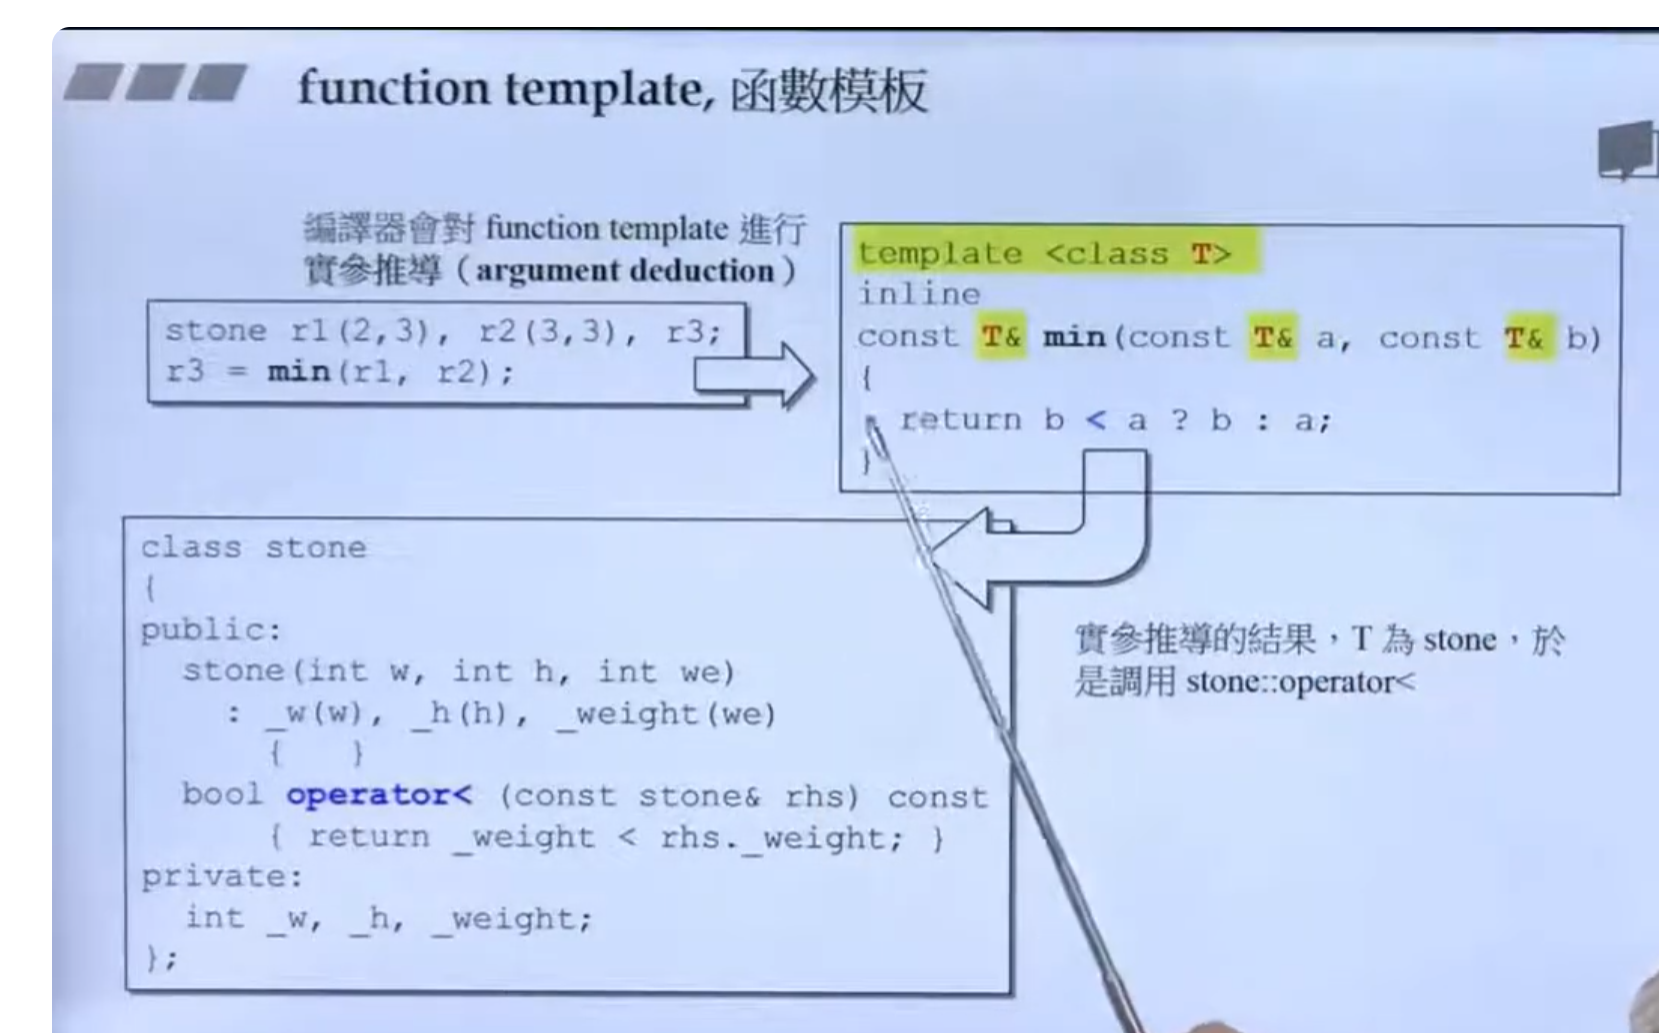 function template, 函數模板
編譯器會對 function template 進行
實參推導（argument deduction）
stone r1(2,3), r2(3,3), r3;
r3 = min(r1, r2);
template <class T>
inline
const T& min(const T& a, const T& b)
{
return b < a ? b : a;
}
class stone
{
public:
stone(int w, int h, int we)
: _w(w), _h(h), _weight(we)
{ }
bool operator< (const stone& rhs) const
{ return _weight < rhs._weight; }
private:
int _w, _h, _weight;
};
實參推導的結果，T 為 stone，於
是調用 stone::operator<